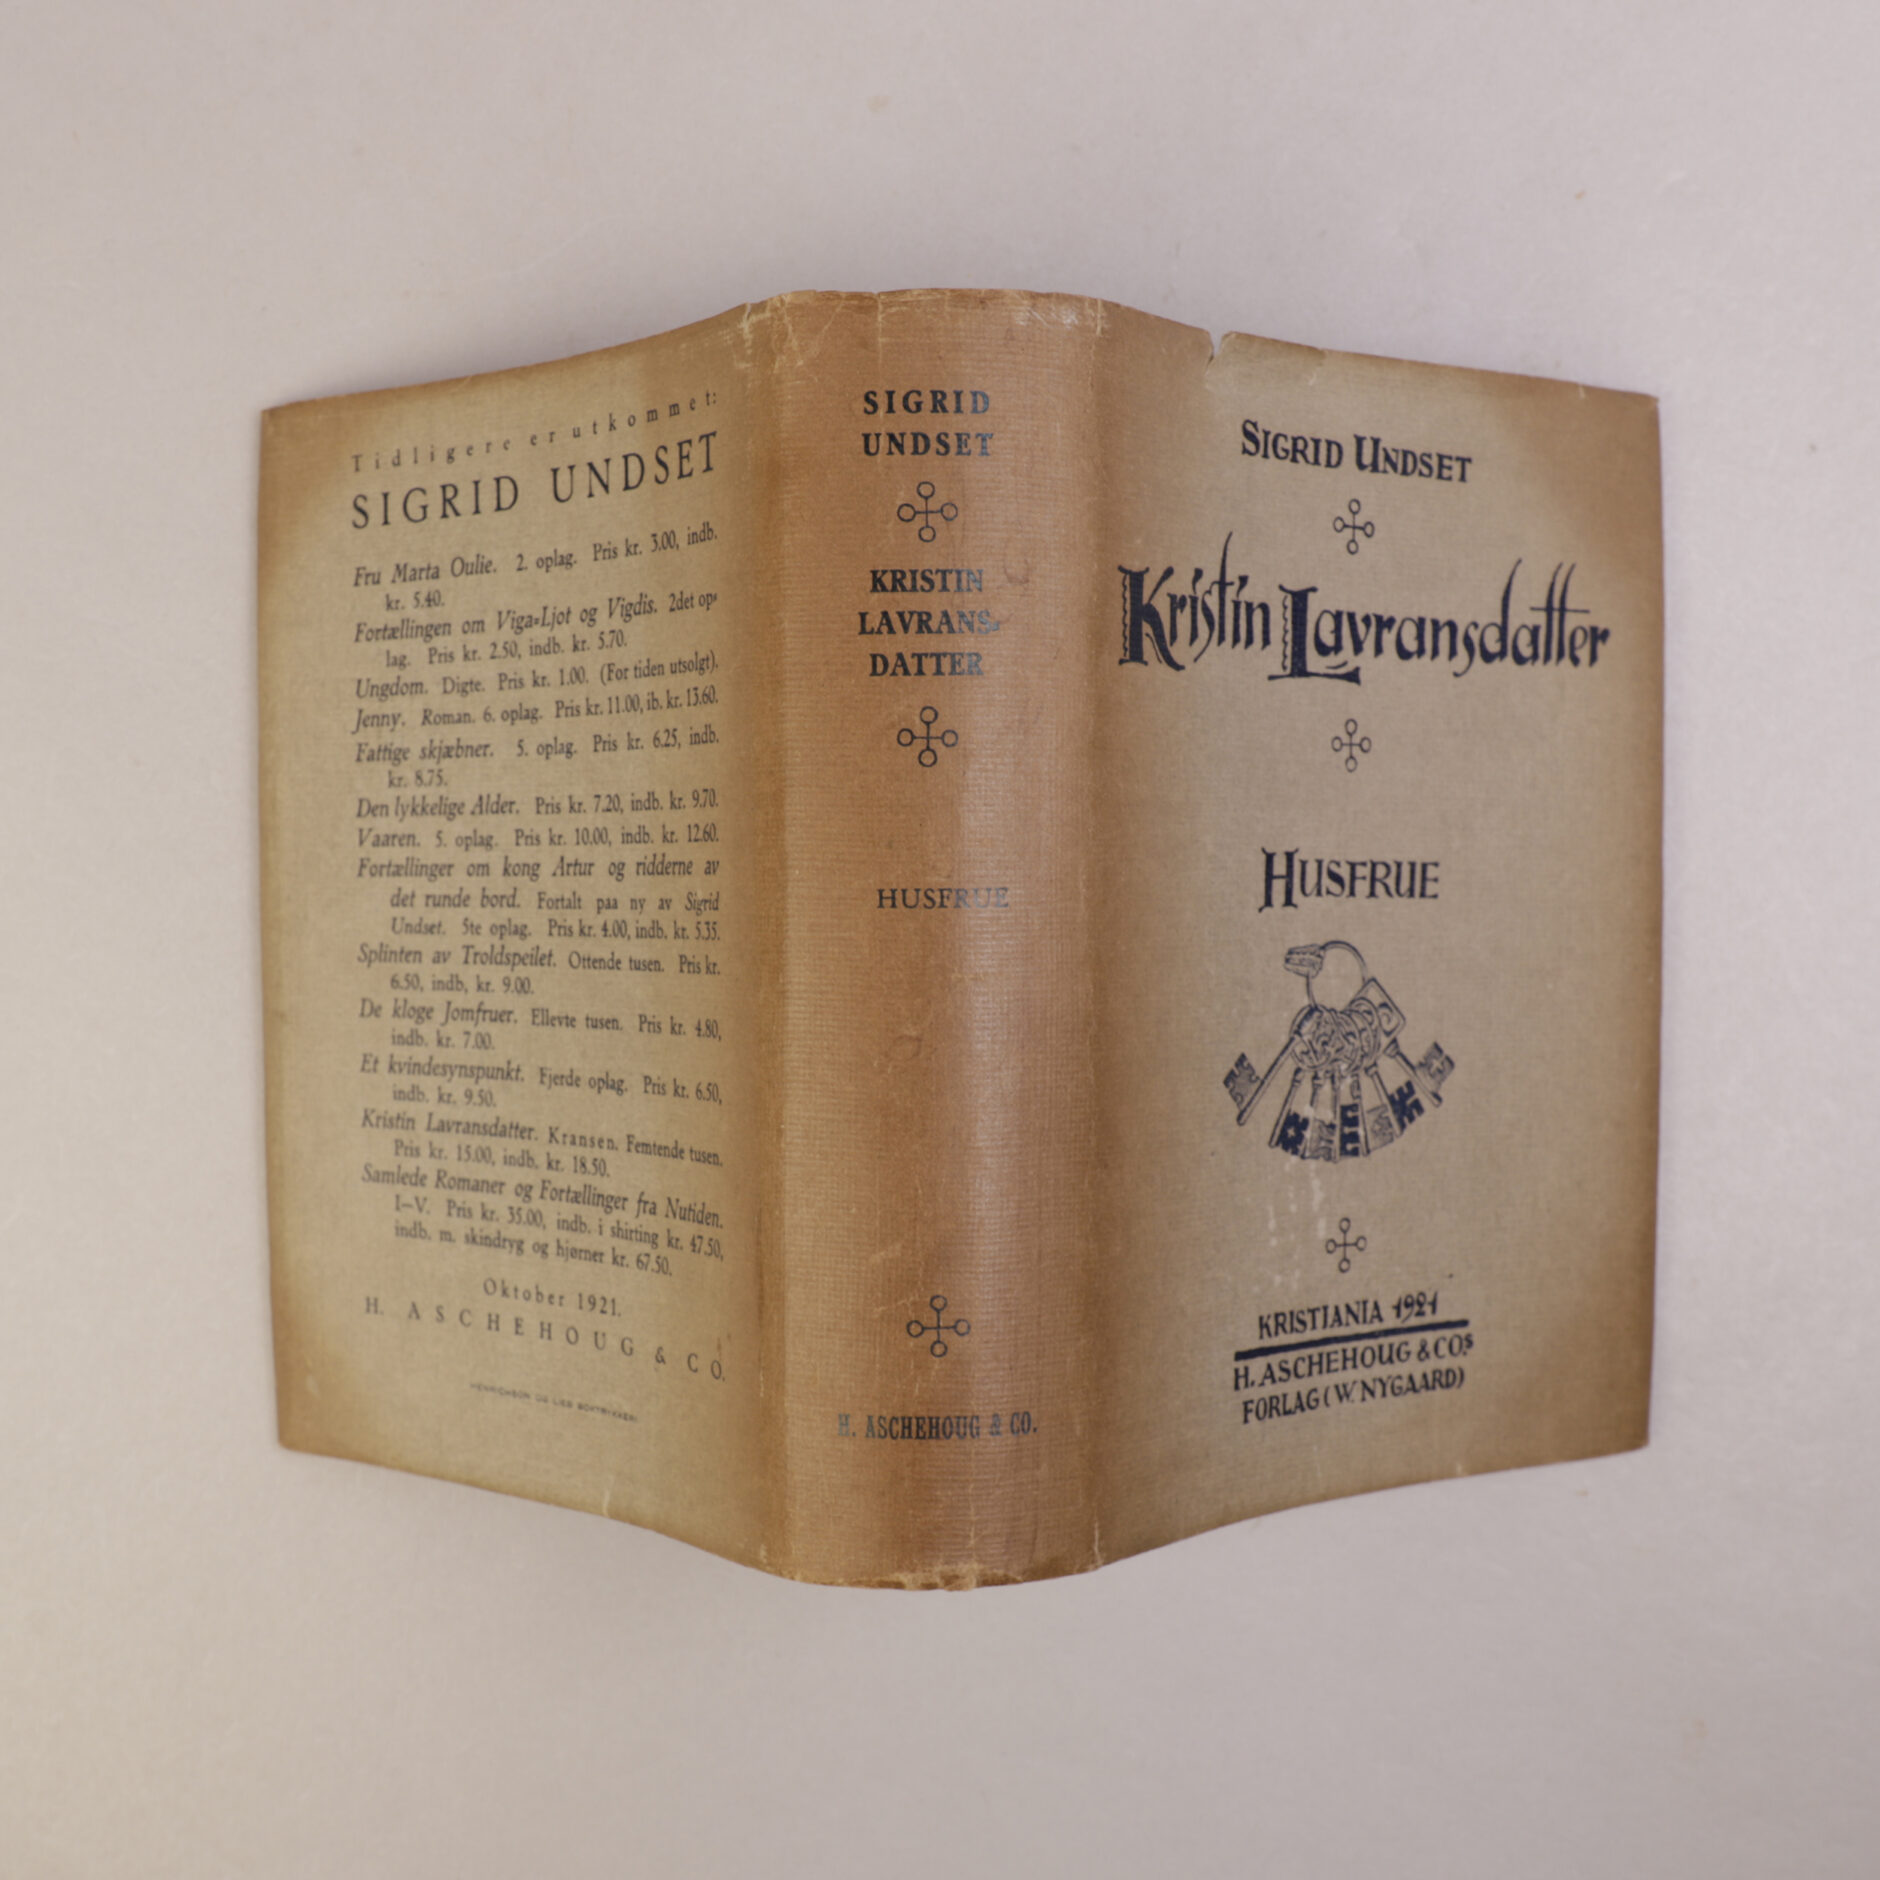 Tidligere er utkommet:
SIGRID UNDSET
Fru Marta Oulie. 2. oplag. Pris kr. 3.00, indb.
kr. 5.40.
Fortællingen om Viga-Ljot og Vigdis. 2det op-
lag. Pris kr. 2.50, indb. kr. 5.70.
Ungdom. Digte. Pris kr. 1.00. (For tiden utsolgt).
Jenny. Roman. 6. oplag. Pris kr. 11.00, ib. kr. 13.60.
Fattige skjæbner. 5. oplag. Pris kr. 6.25, indb.
kr. 8.75.
Den lykkelige Alder. Pris kr. 7.20, indb. kr. 9.70.
Vaaren. 5. oplag. Pris kr. 10.00, indb. kr. 12.60.
Fortællinger om kong Artur og ridderne av
det runde bord. Fortalt paa ny av Sigrid
Undset. 5te oplag. Pris kr. 4.00, indb. kr. 5.35.
Splinten av Troldspeilet. Ottende tusen. Pris kr.
6.50, indb, kr. 9.00.
De kloge Jomfruer. Ellevte tusen. Pris kr. 4.80,
indb. kr. 7.00.
Et kvindesynspunkt. Fjerde oplag. Pris kr. 6.50,
indb. kr. 9.50.
Kristin Lavransdatter. Kransen. Femtende tusen.
Pris kr. 15.00, indb. kr. 18.50.
Samlede Romaner og Fortællinger fra Nutiden.
I—V. Pris kr. 35.00, indb. i shirting kr. 47.50,
indb. m. skindryg og hjørner kr. 67.50.
Oktober 1921.
H. ASCHEHOUG & CO.
HENRICHSON OG LIES BOKTRYKKERI
SIGRID
UNDSET
KRISTIN
LAVRANS-
DATTER
HUSFRUE
H. ASCHEHOUG & CO.
SIGRID UNDSET
Kristin Lavransdatter
HUSFRUE
KRISTIANIA 1921
H. ASCHEHOUG & COS
FORLAG (W. NYGAARD)